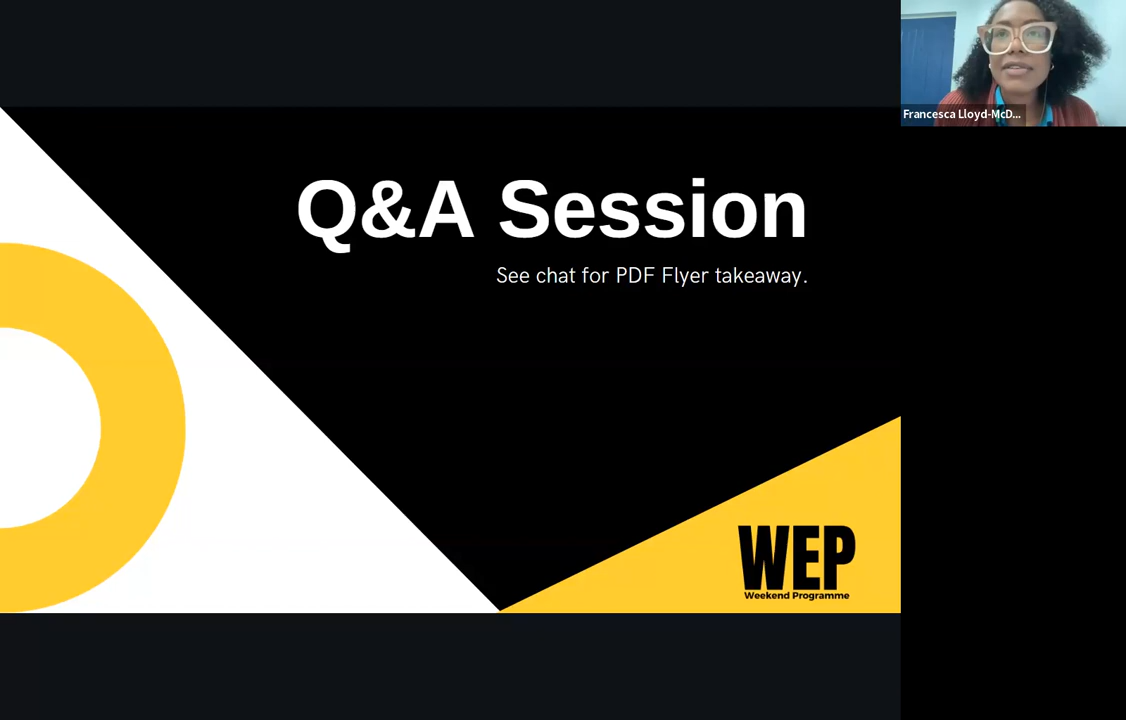 Francesca Lloyd-McD...
Q&A Session
See chat for PDF Flyer takeaway.
WEP
Weekend Programme